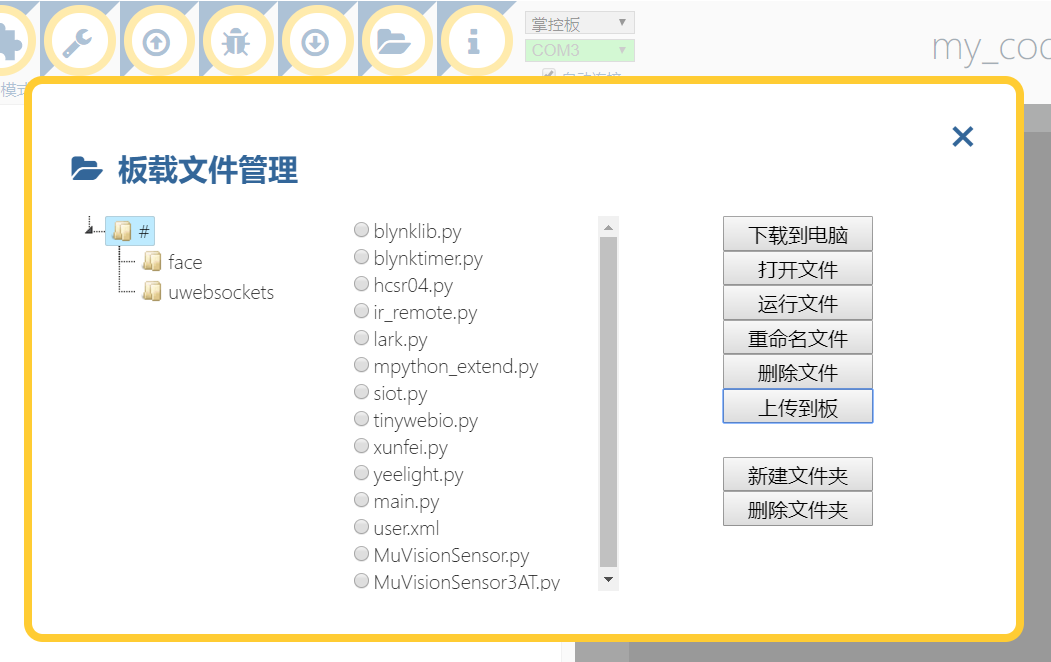 掌控板
COM3
自动连接
my_cod
模式
板载文件管理
#
face
uwebsockets
blynklib.py
blynktimer.py
hcsr04.py
ir_remote.py
lark.py
mpython_extend.py
siot.py
tinywebio.py
xunfei.py
yeelight.py
main.py
user.xml
MuVisionSensor.py
MuVisionSensor3AT.py
下载到电脑
打开文件
运行文件
重命名文件
删除文件
上传到板
新建文件夹
删除文件夹